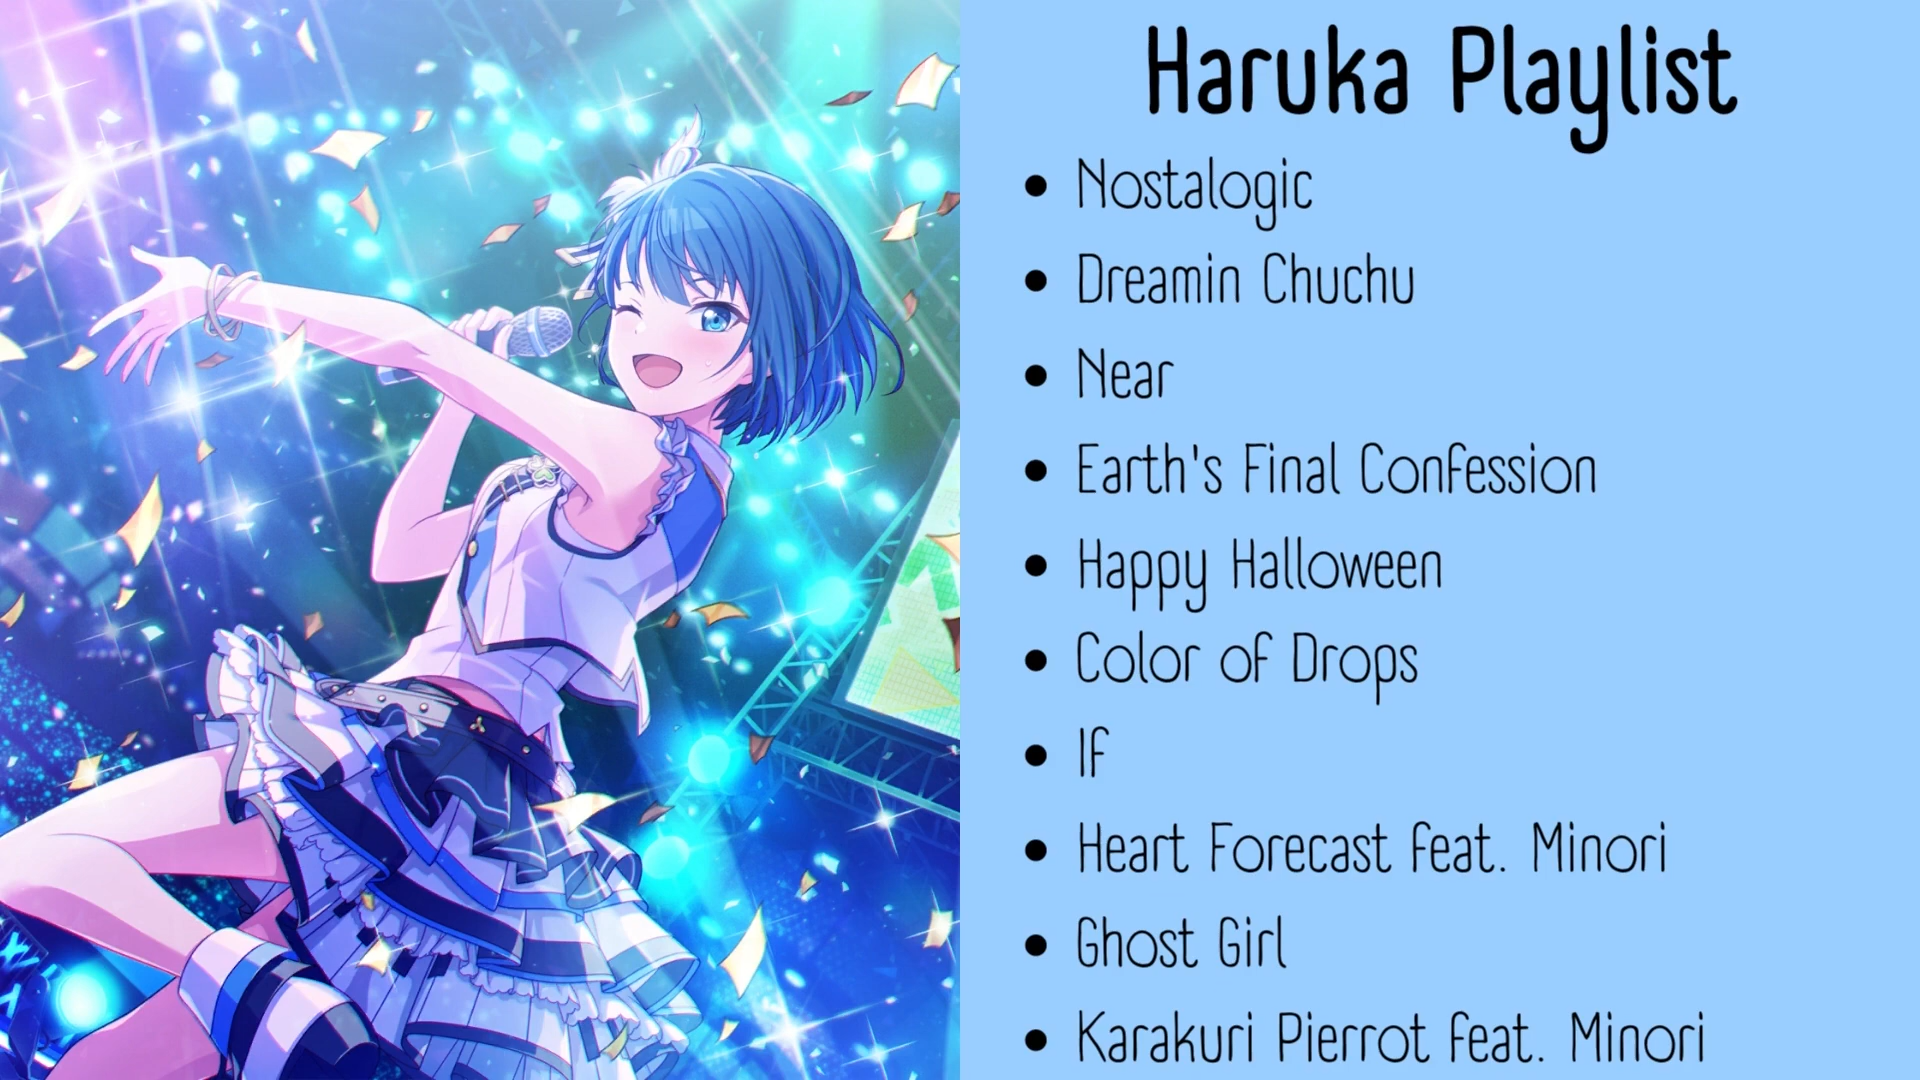 Haruka Playlist
• Nostalogic
• Dreamin Chuchu
• Near
• Earth's Final Confession
• Happy Halloween
• Color of Drops
• If
• Heart Forecast feat. Minori
• Ghost Girl
• Karakuri Pierrot feat. Minori